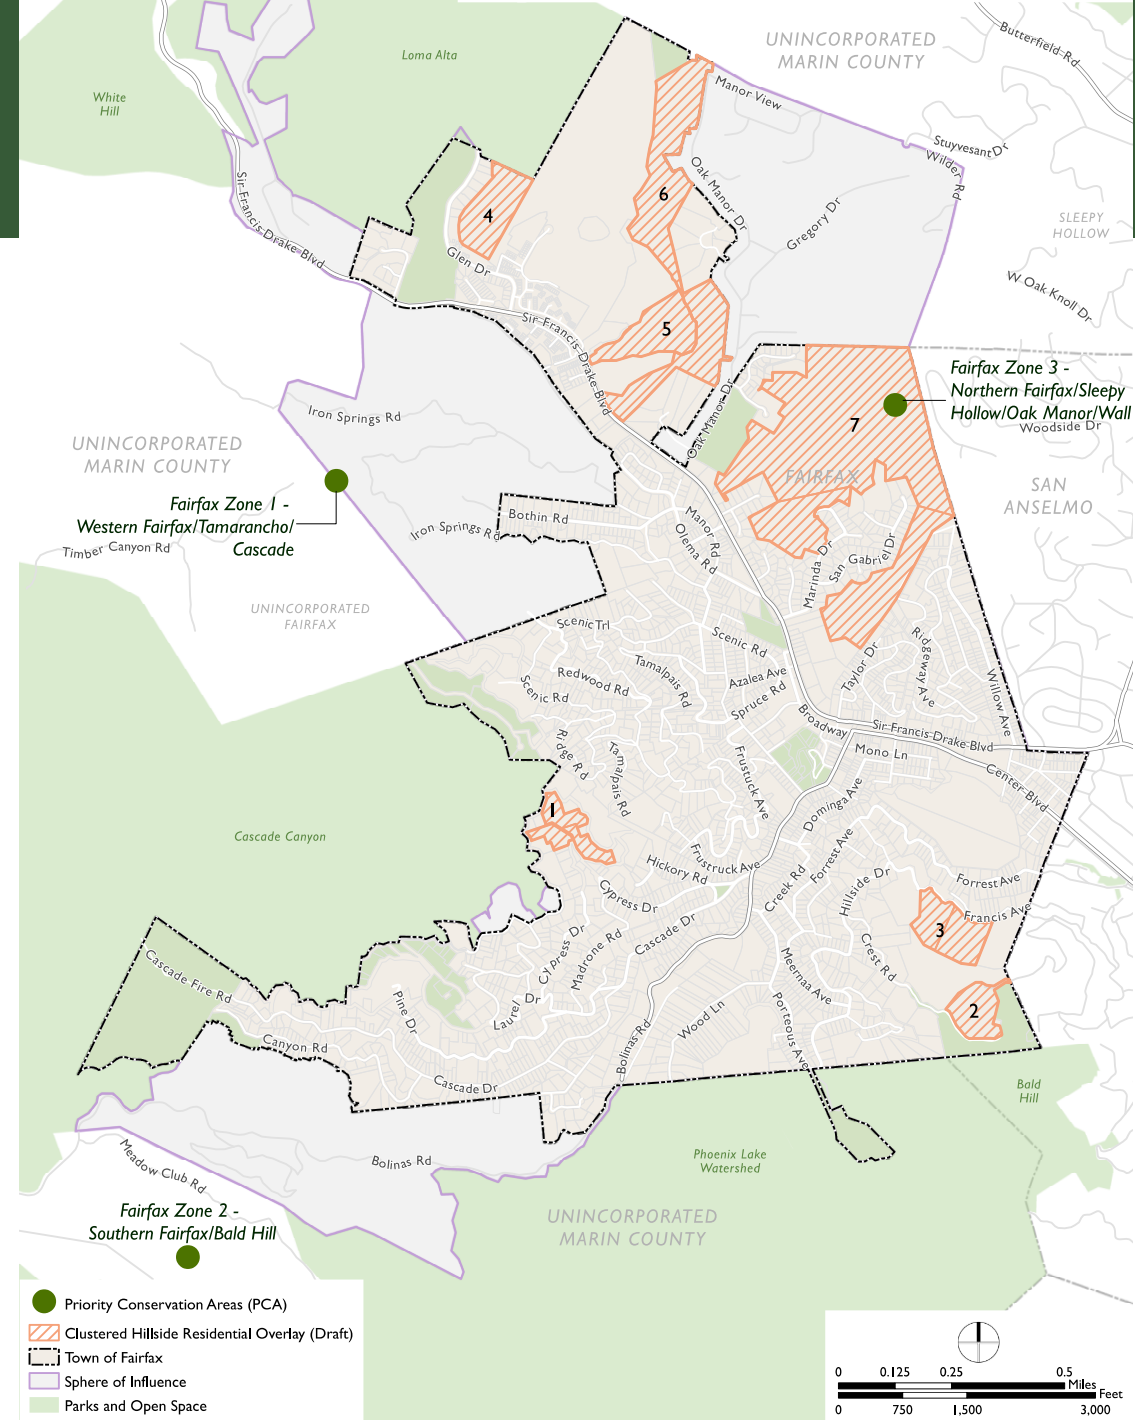 UNINCORPORATED
MARIN COUNTY
Butterfield Rd
Loma Alta
White
Hill
Manor View
Stuyvesant Dr
Wilder Rd
Oak Manor Dr
6
4
Gregory Dr
SLEEPY
HOLLOW
Sir Francis Drake Blvd
Glen Dr
W Oak Knoll Dr
Sir Francis Drake Blvd
5
Fairfax Zone 3 -
Northern Fairfax/Sleepy
Hollow/Oak Manor/Wall
Woodside Dr
Oak Manor Dr
7
Iron Springs Rd
UNINCORPORATED
MARIN COUNTY
FAIRFAX
SAN
ANSELMO
Fairfax Zone 1 -
Western Fairfax/Tamarancho/
Cascade
Iron Springs Rd
Bothin Rd
Manor Rd
Olema Rd
Timber Canyon Rd
Marinda Dr
San Gabriel Dr
UNINCORPORATED
FAIRFAX
Scenic Trl
Scenic Rd
Ridgeway Ave
Redwood Rd
Tamalpais Rd
Azalea Ave
Taylor Dr
Willow Ave
Scenic Rd
Spruce Rd
Broadway
Sir Francis Drake Blvd
Ridge Rd
Tamalpais Rd
Frustuck Ave
Mono Ln
Center Blvd
1
Dominga Ave
Cascade Canyon
Forrest Ave
Frustruck Ave
Hickory Rd
Creek Rd
Hillside Dr
Forrest Ave
Cypress Dr
Francis Ave
Cascade Dr
3
Cypress Dr
Madrone Rd
Crest Rd
Cascade Fire Rd
Meernaa Ave
Pine Dr
Laurel Dr
Wood Ln
Porteous Ave
2
Canyon Rd
Bolinas Rd
Cascade Dr
Bald
Hill
Meadow Club Rd
Bolinas Rd
Phoenix Lake
Watershed
Fairfax Zone 2 -
Southern Fairfax/Bald Hill
UNINCORPORATED
MARIN COUNTY
Priority Conservation Areas (PCA)
Clustered Hillside Residential Overlay (Draft)
Town of Fairfax
Sphere of Influence
Parks and Open Space
0 0.125 0.25 0.5
Miles
Feet
0 750 1,500 3,000